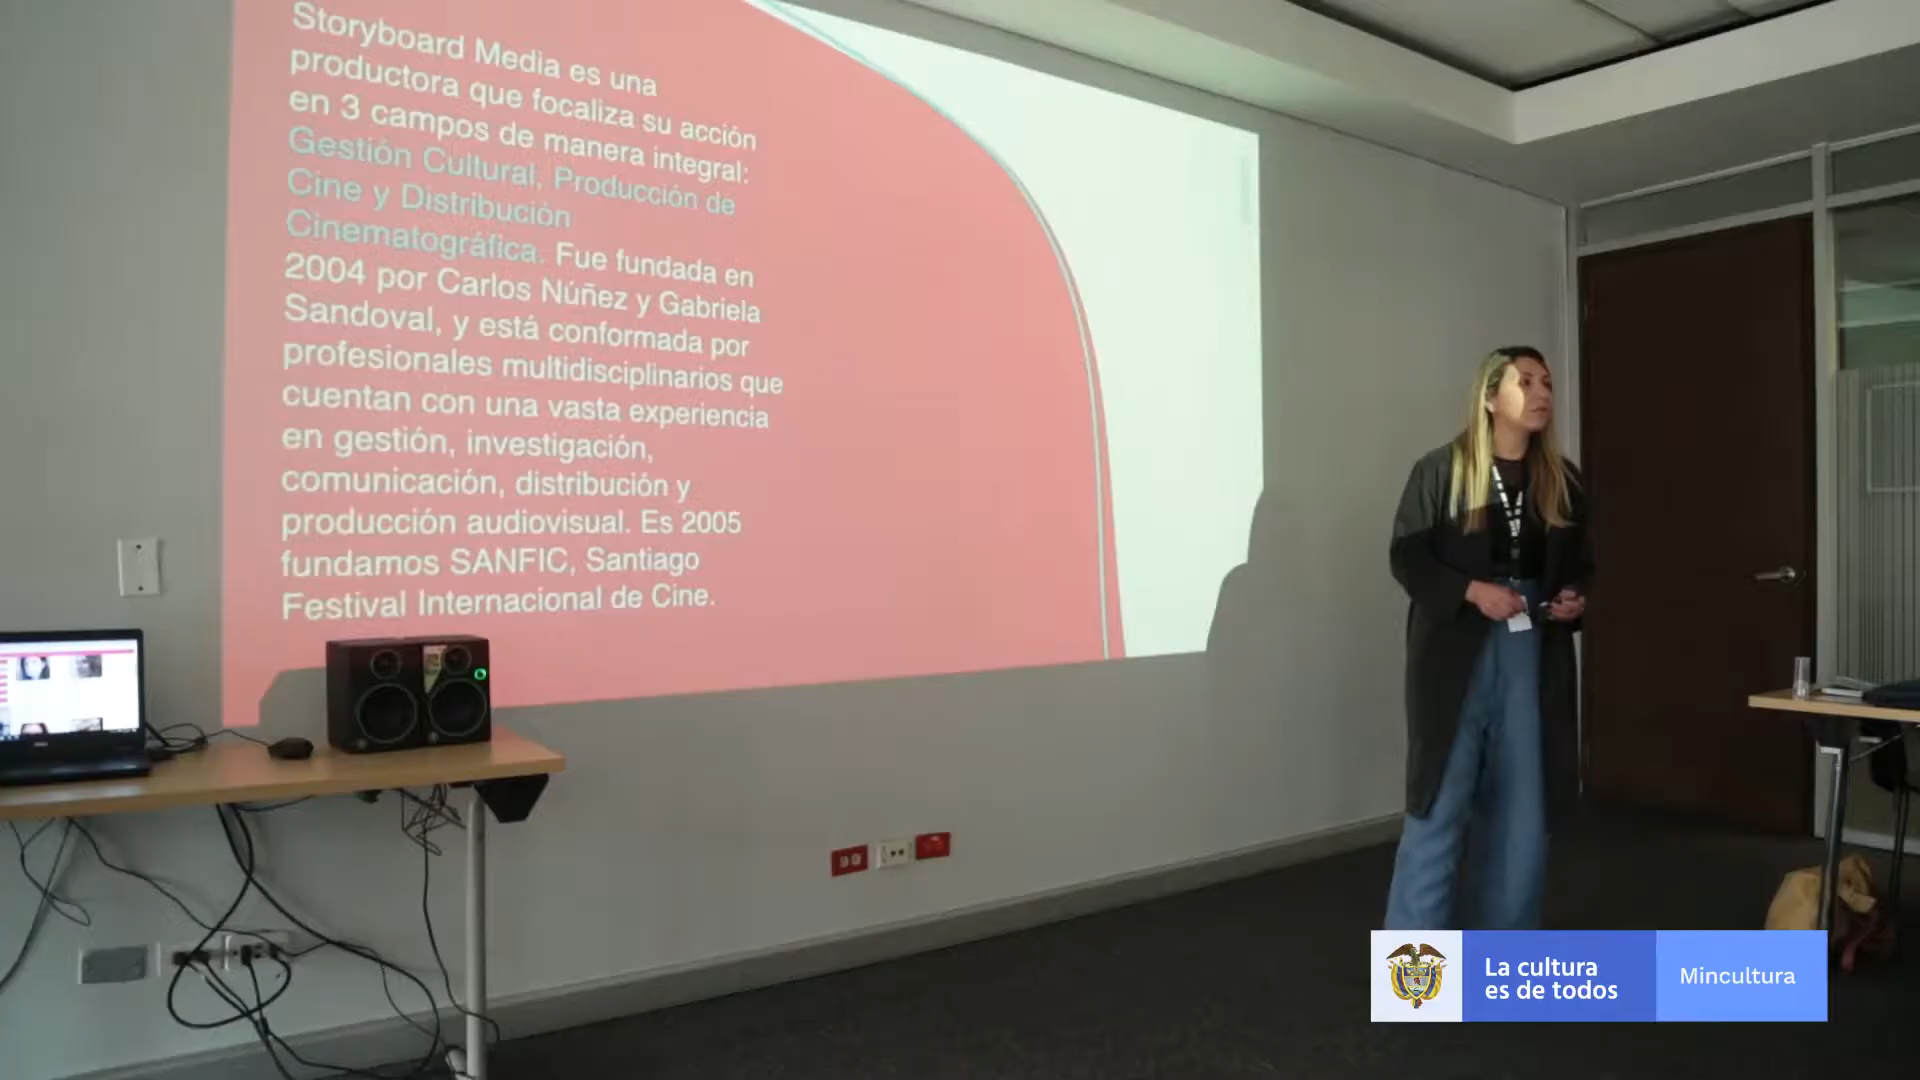 Storyboard Media es una
productora que focaliza su acción
en 3 campos de manera integral:
Gestión Cultural, Producción de
Cine y Distribución
Cinematográfica. Fue fundada en
2004 por Carlos Núñez y Gabriela
Sandoval, y está conformada por
profesionales multidisciplinarios que
cuentan con una vasta experiencia
en gestión, investigación,
comunicación, distribución y
producción audiovisual. Es 2005
fundamos SANFIC, Santiago
Festival Internacional de Cine.
La cultura
es de todos
Mincultura